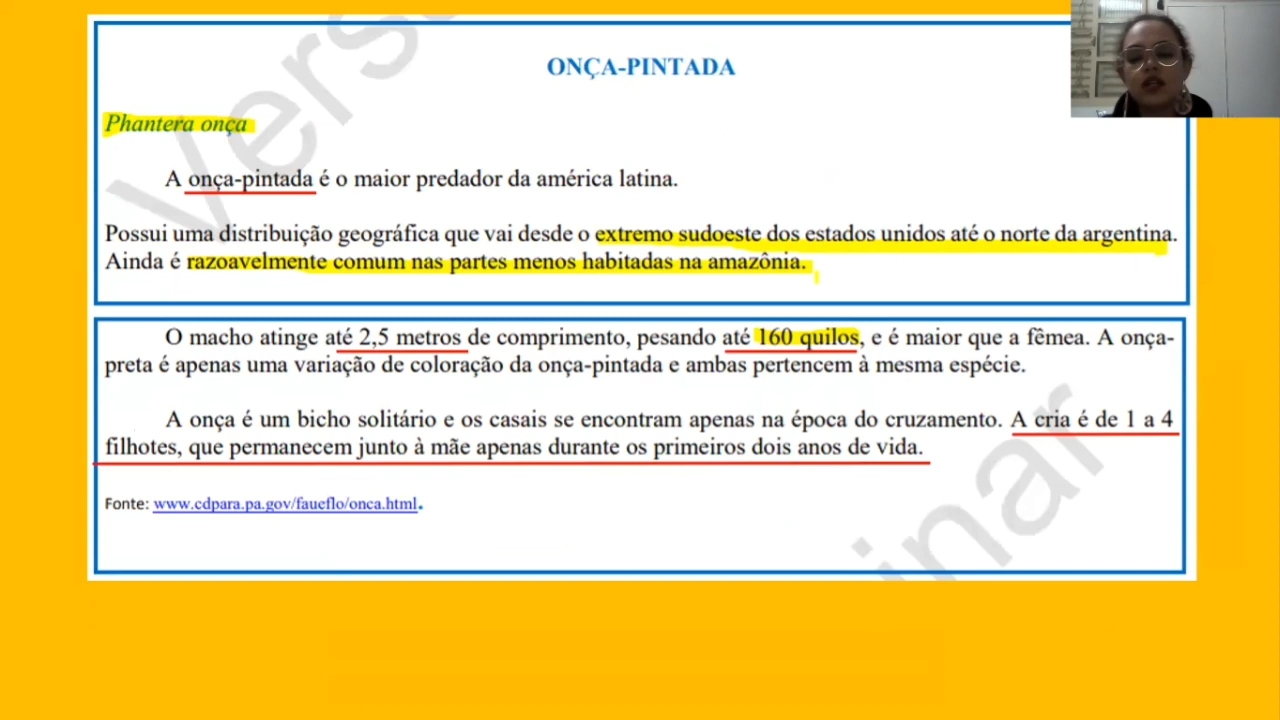 Vers
ONÇA-PINTADA
Phantera onça
A onça-pintada é o maior predador da américa latina.
Possui uma distribuição geográfica que vai desde o extremo sudoeste dos estados unidos até o norte da argentina.
Ainda é razoavelmente comum nas partes menos habitadas na amazônia.
O macho atinge até 2,5 metros de comprimento, pesando até 160 quilos, e é maior que a fêmea. A onça-
preta é apenas uma variação de coloração da onça-pintada e ambas pertencem à mesma espécie.
A onça é um bicho solitário e os casais se encontram apenas na época do cruzamento. A cria é de 1 a 4
filhotes, que permanecem junto à mãe apenas durante os primeiros dois anos de vida.
Fonte: www.cdpara.pa.gov/faueflo/onca.html.
inar